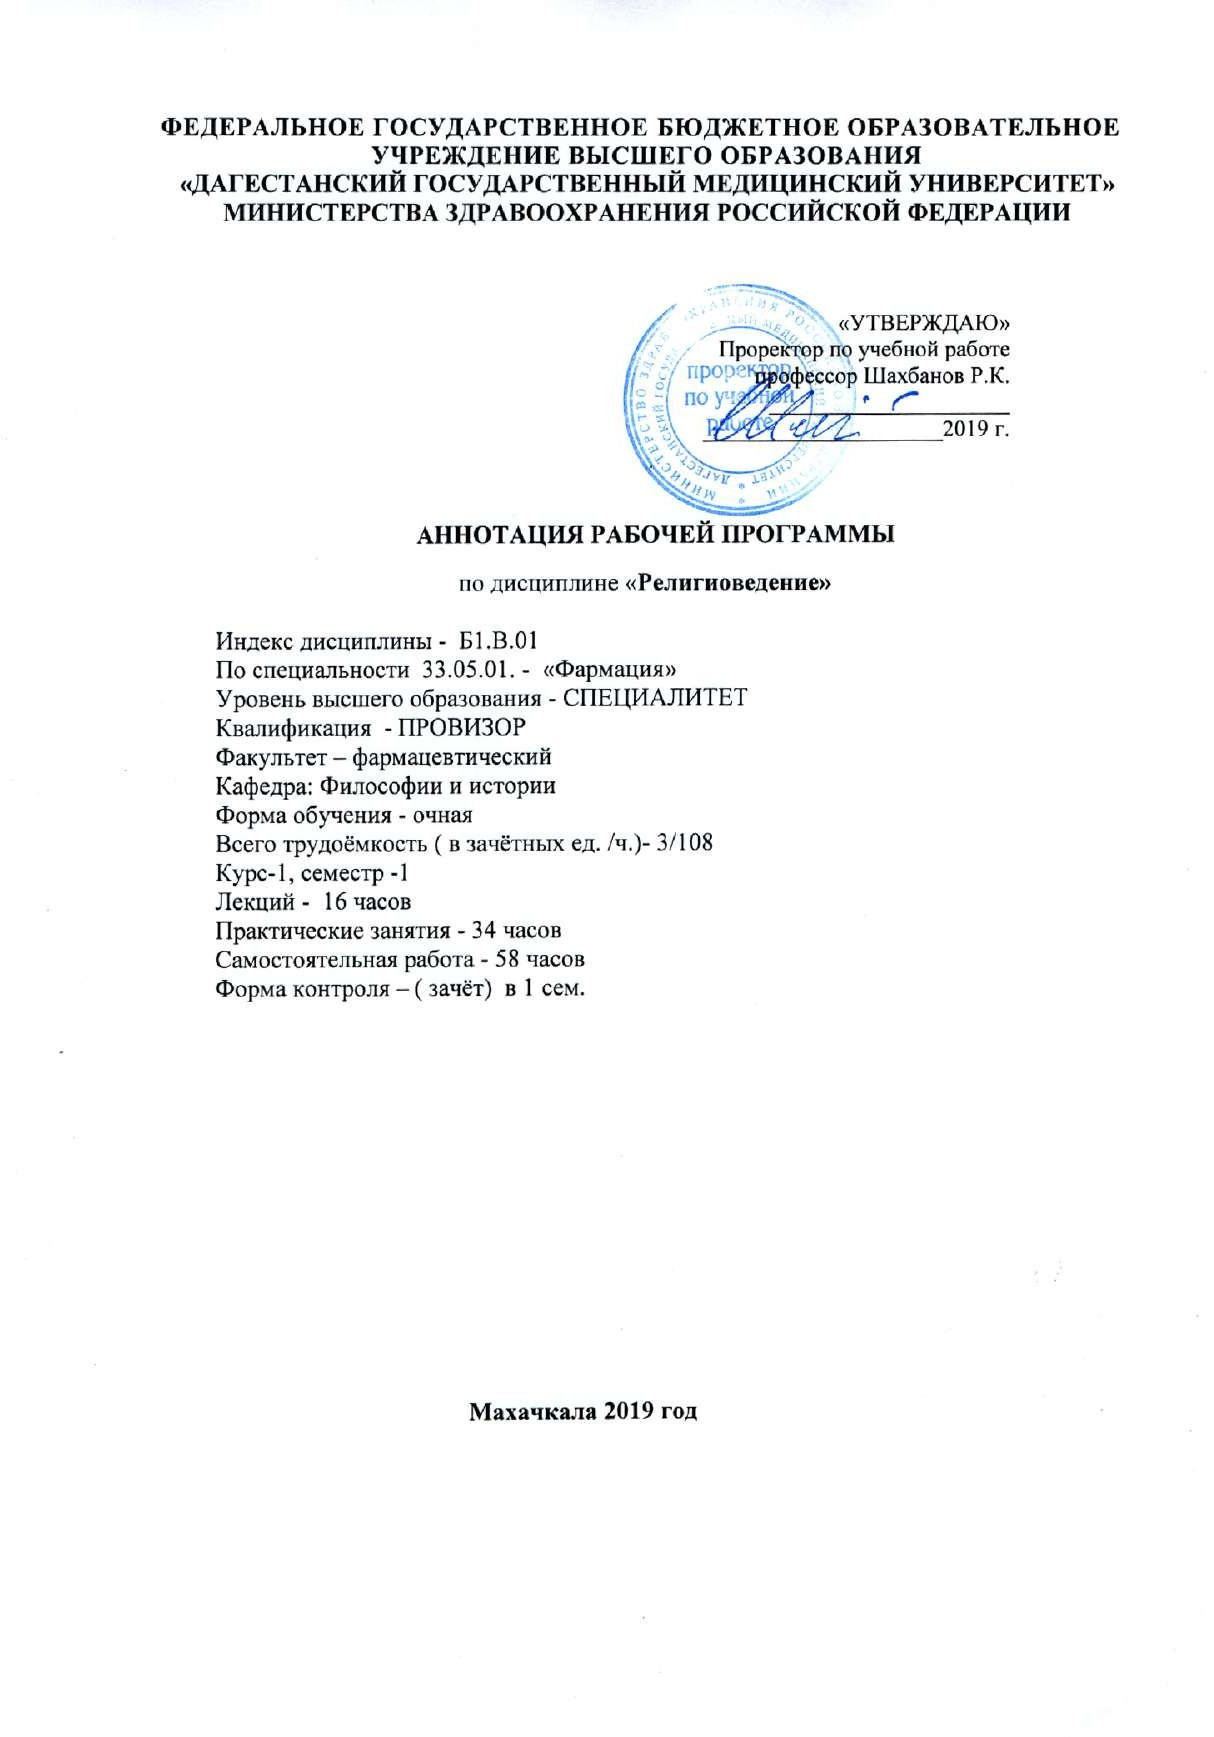 ФЕДЕРАЛЬНОЕ ГОСУДАРСТВЕННОЕ БЮДЖЕТНОЕ ОБРАЗОВАТЕЛЬНОЕ
УЧРЕЖДЕНИЕ ВЫСШЕГО ОБРАЗОВАНИЯ
«ДАГЕСТАНСКИЙ ГОСУДАРСТВЕННЫЙ МЕДИЦИНСКИЙ УНИВЕРСИТЕТ»
МИНИСТЕРСТВА ЗДРАВООХРАНЕНИЯ РОССИЙСКОЙ ФЕДЕРАЦИИ
«УТВЕРЖДАЮ»
Проректор по учебной работе
профессор Шахбанов Р.К.
2019 г.
проректор
по учебной
работе
АННОТАЦИЯ РАБОЧЕЙ ПРОГРАММЫ
по дисциплине «Религиоведение»
Индекс дисциплины - Б1.В.01
По специальности 33.05.01. - «Фармация»
Уровень высшего образования - СПЕЦИАЛИТЕТ
Квалификация - ПРОВИЗОР
Факультет – фармацевтический
Кафедра: Философии и истории
Форма обучения - очная
Всего трудоёмкость ( в зачётных ед. /ч.)- 3/108
Курс-1, семестр -1
Лекций - 16 часов
Практические занятия - 34 часов
Самостоятельная работа - 58 часов
Форма контроля – ( зачёт) в 1 сем.
Махачкала 2019 год